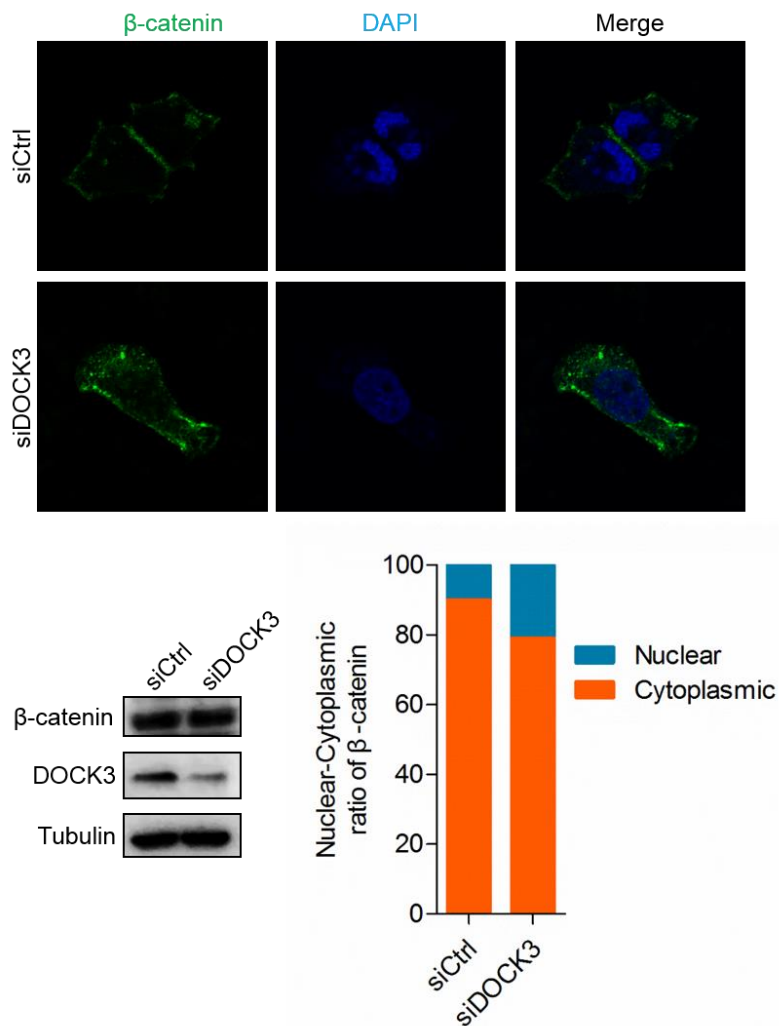 β-catenin DAPI Merge
siCtrl
siDOCK3
siCtrl siDOCK3
β-catenin
DOCK3
Tubulin
Nuclear-Cytoplasmic
ratio of β-catenin
100
80
60
40
20
0
siCtrl siDOCK3
Nuclear
Cytoplasmic